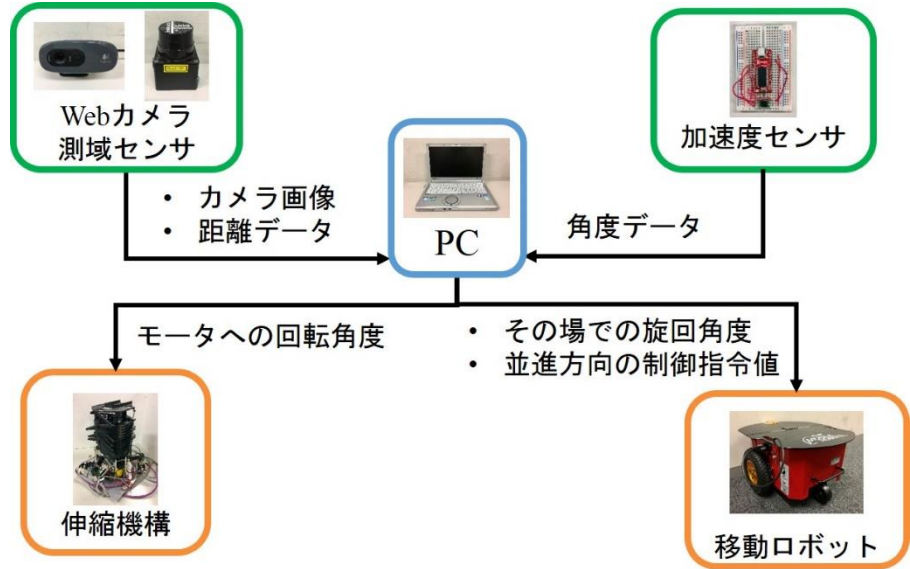 Webカメラ
測域センサ
加速度センサ
• カメラ画像
• 距離データ
PC
角度データ
モータへの回転角度
• その場での旋回角度
• 並進方向の制御指令値
伸縮機構
移動ロボット